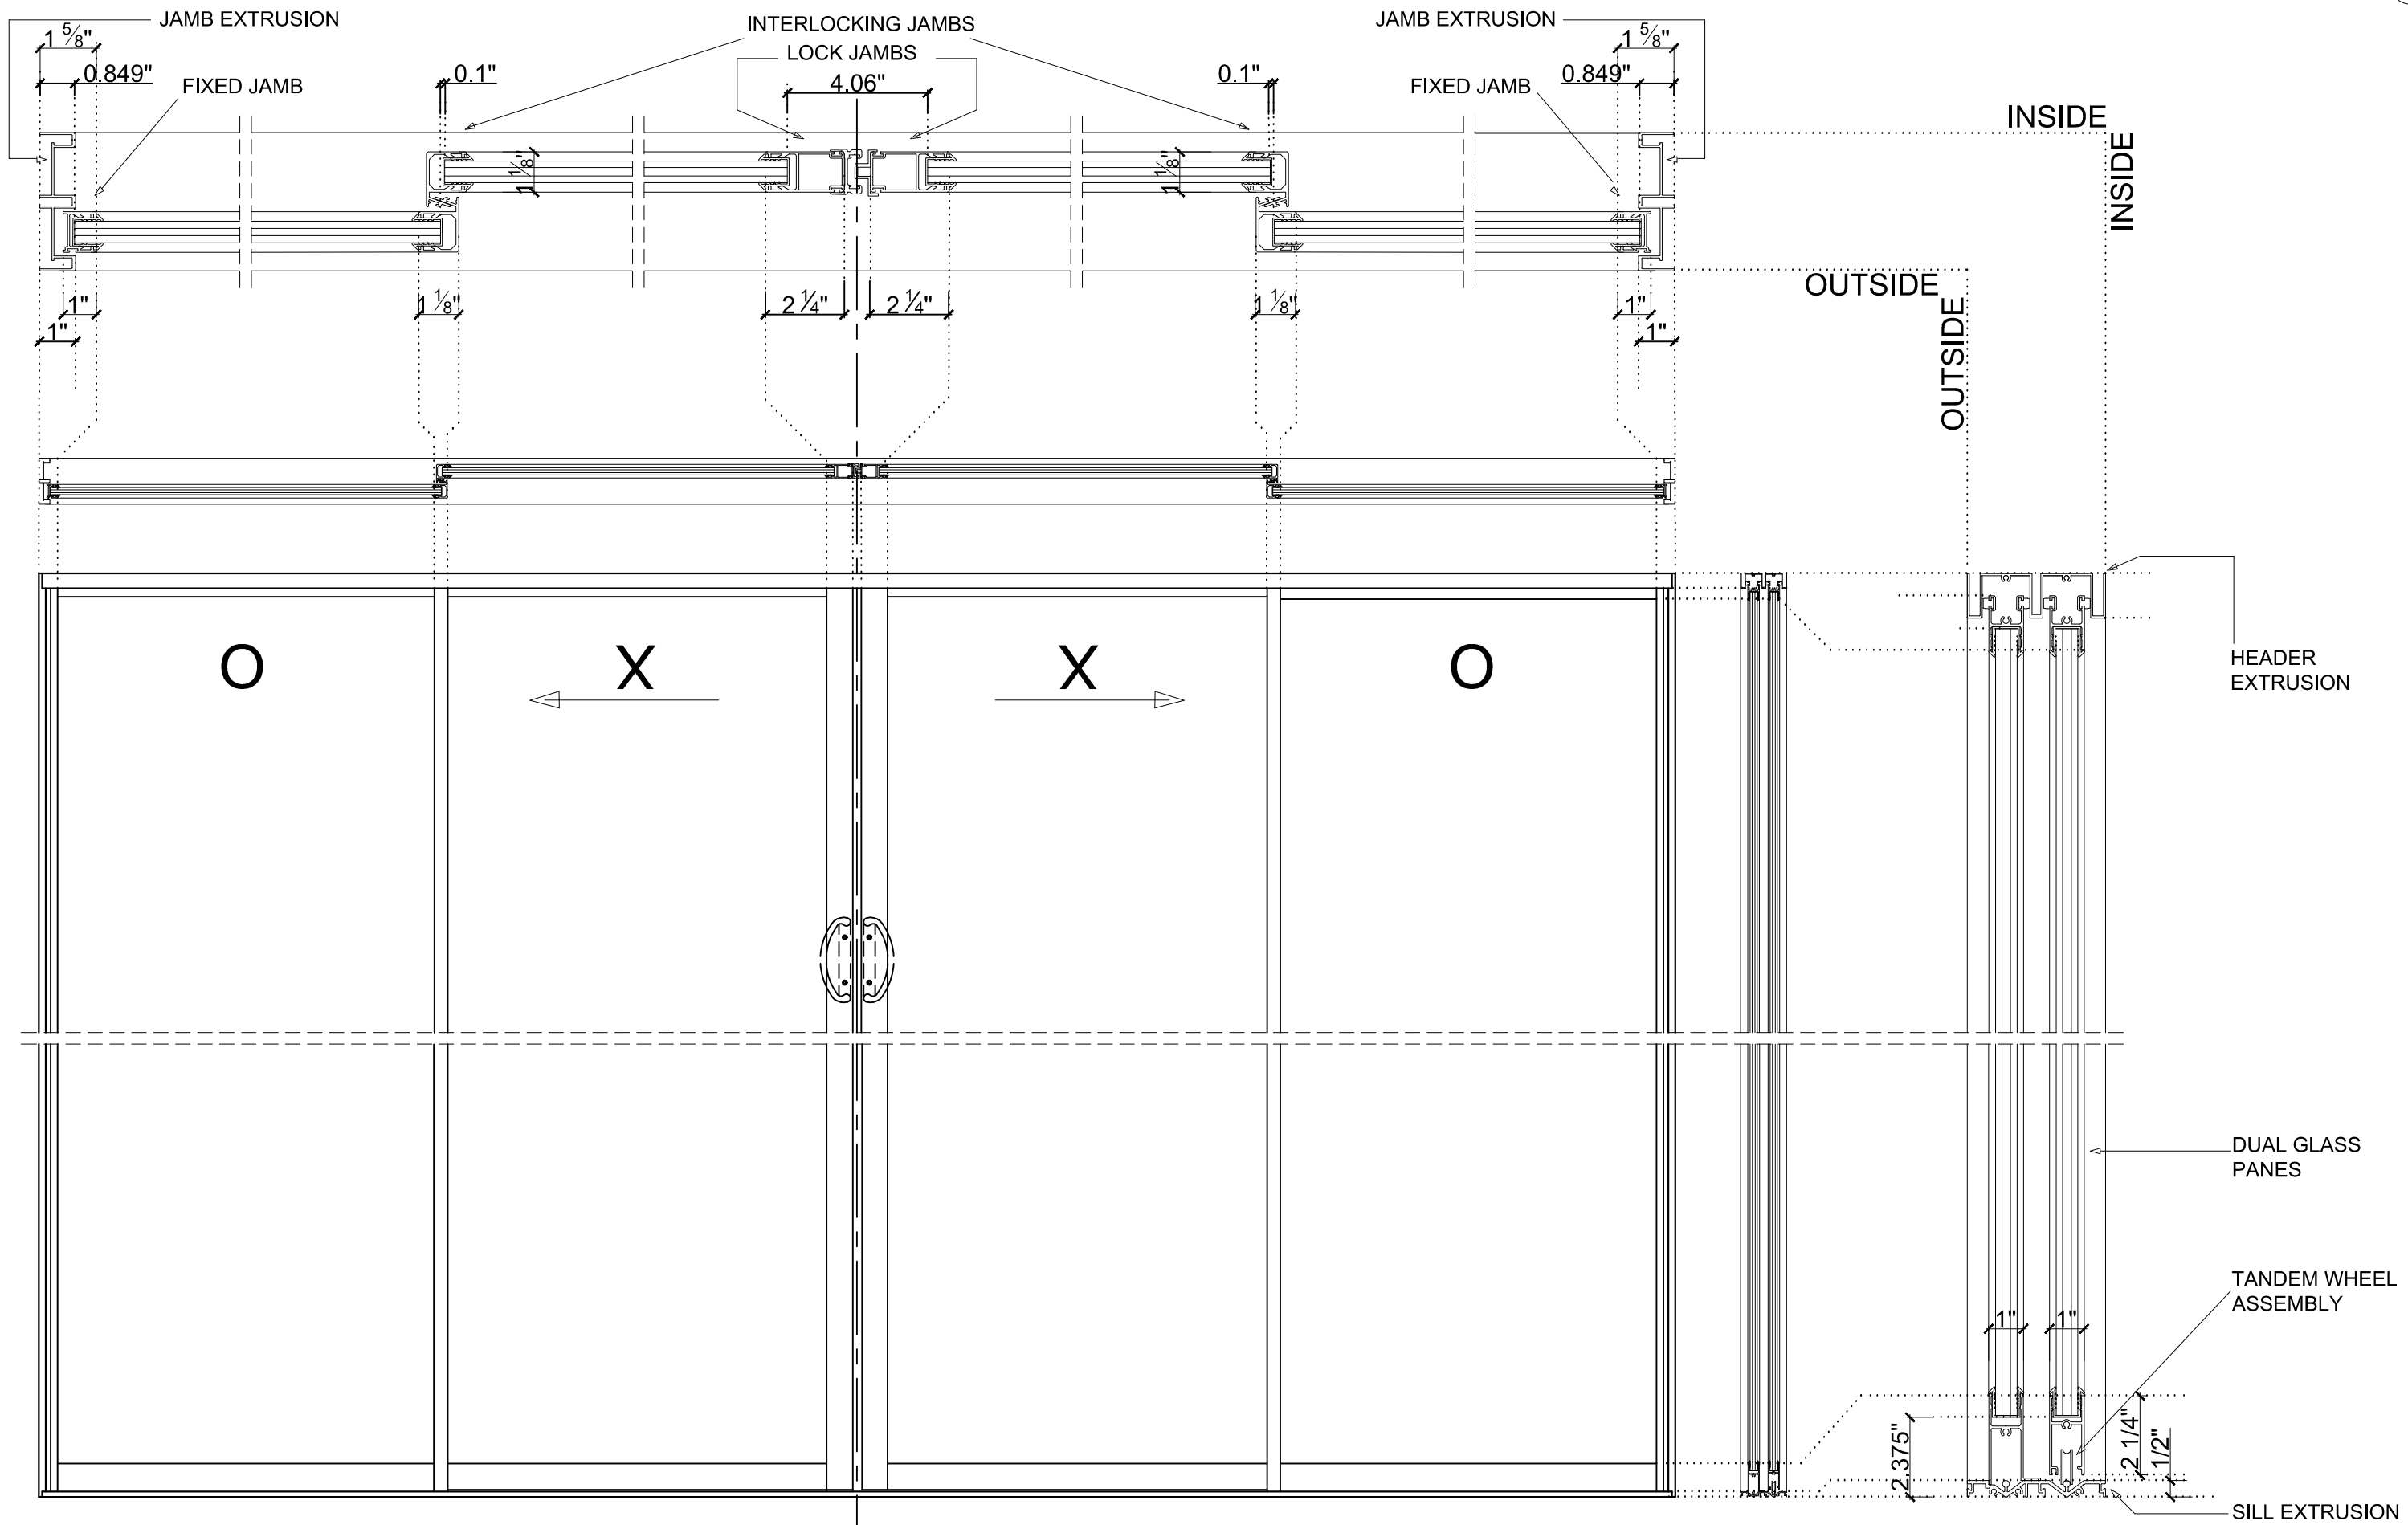 JAMB EXTRUSION
INTERLOCKING JAMBS
JAMB EXTRUSION
1 5/8"
LOCK JAMBS
1 5/8"
0.849"
0.1"
4.06"
0.1"
0.849"
FIXED JAMB
FIXED JAMB
INSIDE
INSIDE
1 1/8"
1 1/8"
OUTSIDE
OUTSIDE
1"
1 1/8"
2 1/4"
2 1/4"
1 1/8"
1"
1"
1"
O
X
X
O
HEADER
EXTRUSION
DUAL GLASS
PANES
TANDEM WHEEL
ASSEMBLY
1"
1"
2.375"
2 1/4"
1/2"
SILL EXTRUSION